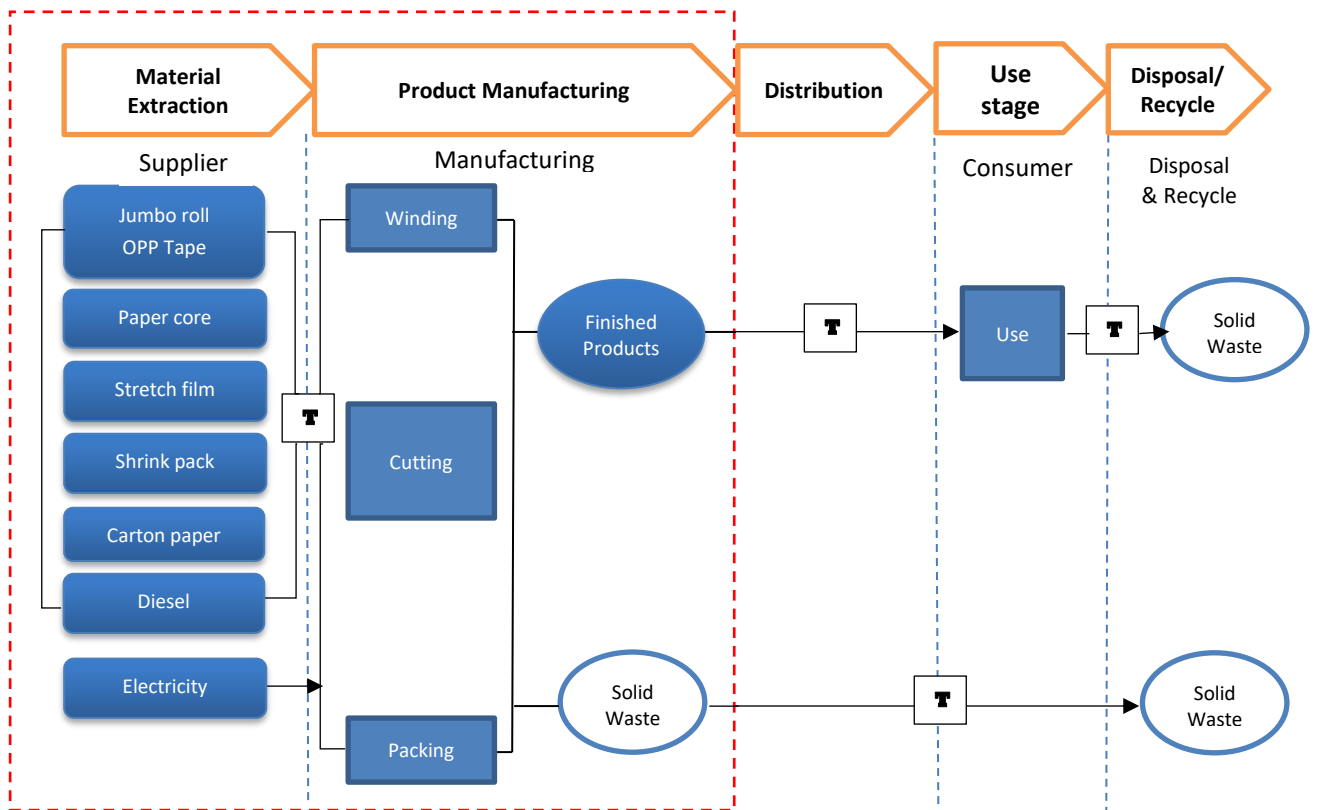 Material
Extraction
Product Manufacturing
Distribution
Use
stage
Disposal/
Recycle
Supplier
Manufacturing
Consumer
Disposal
& Recycle
Jumbo roll
OPP Tape
Paper core
Stretch film
Shrink pack
Carton paper
Diesel
Electricity
T
Winding
Cutting
Packing
Finished
Products
Solid
Waste
T
Use
T
Solid
Waste
T
Solid
Waste